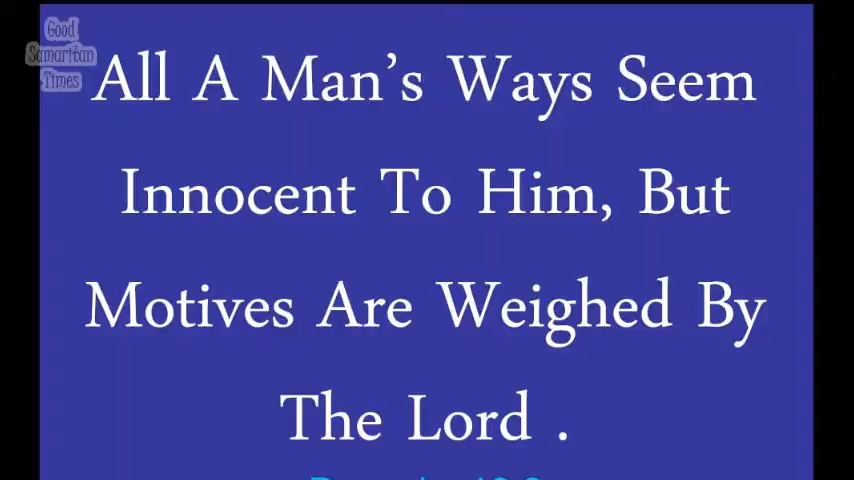 Good
Samaritan
Times
All A Man’s Ways Seem
Innocent To Him, But
Motives Are Weighed By
The Lord .